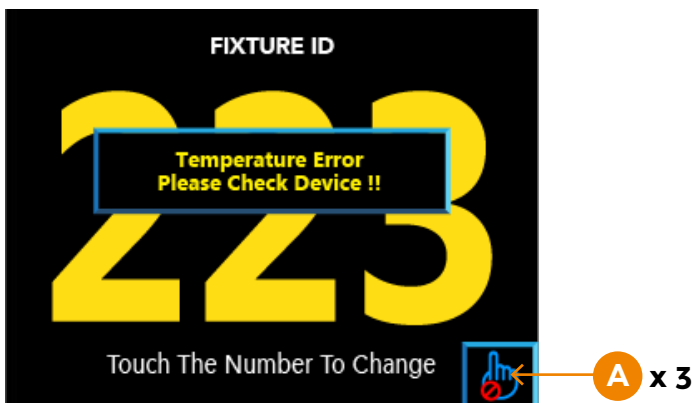 FIXTURE ID
223
Temperature Error
Please Check Device !!
Touch The Number To Change
A x 3